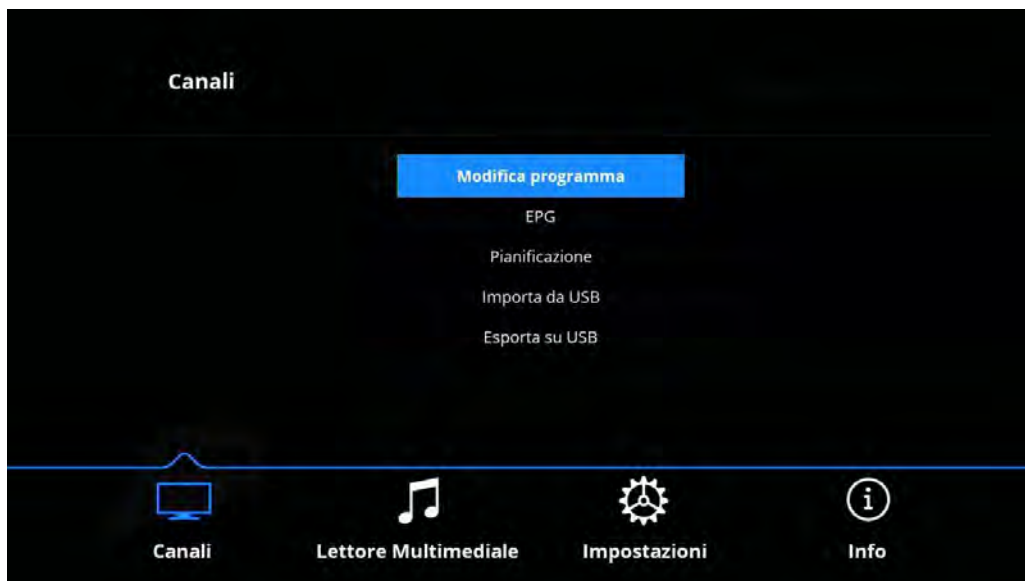 Canali
Modifica programma
EPG
Pianificazione
Importa da USB
Esporta su USB
Canali
Lettore Multimediale
Impostazioni
Info